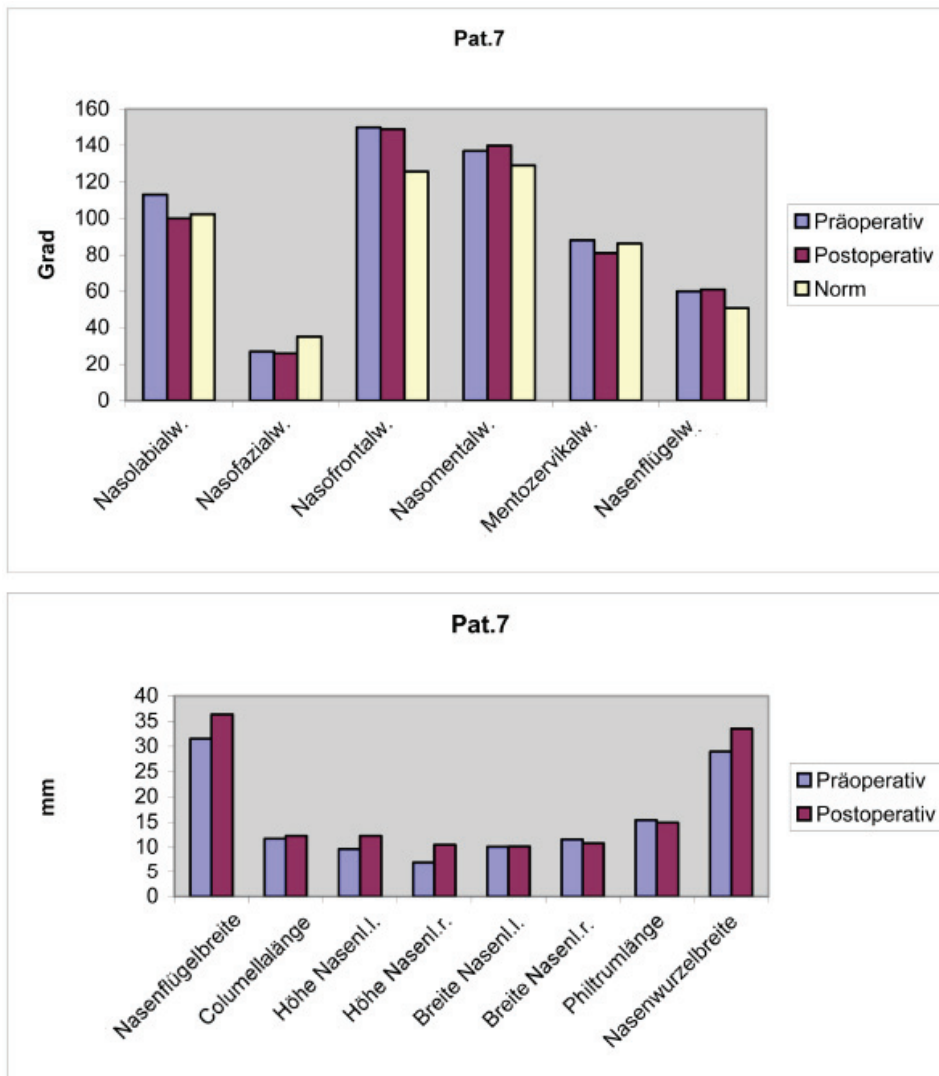 Pat.7
Grad
160
140
120
100
80
60
40
20
0
Nasolabialw.
Nasofazialw.
Nasofrontalw.
Nasomentalw.
Mentozervikalw.
Nasenflügelw.
Präoperativ
Postoperativ
Norm
Pat.7
mm
40
35
30
25
20
15
10
5
0
Nasenflügelbreite
Columellalänge
Höhe Nasenl.l.
Höhe Nasenl.r.
Breite Nasenl.l.
Breite Nasenl.r.
Philtrumlänge
Nasenwurzelbreite
Präoperativ
Postoperativ